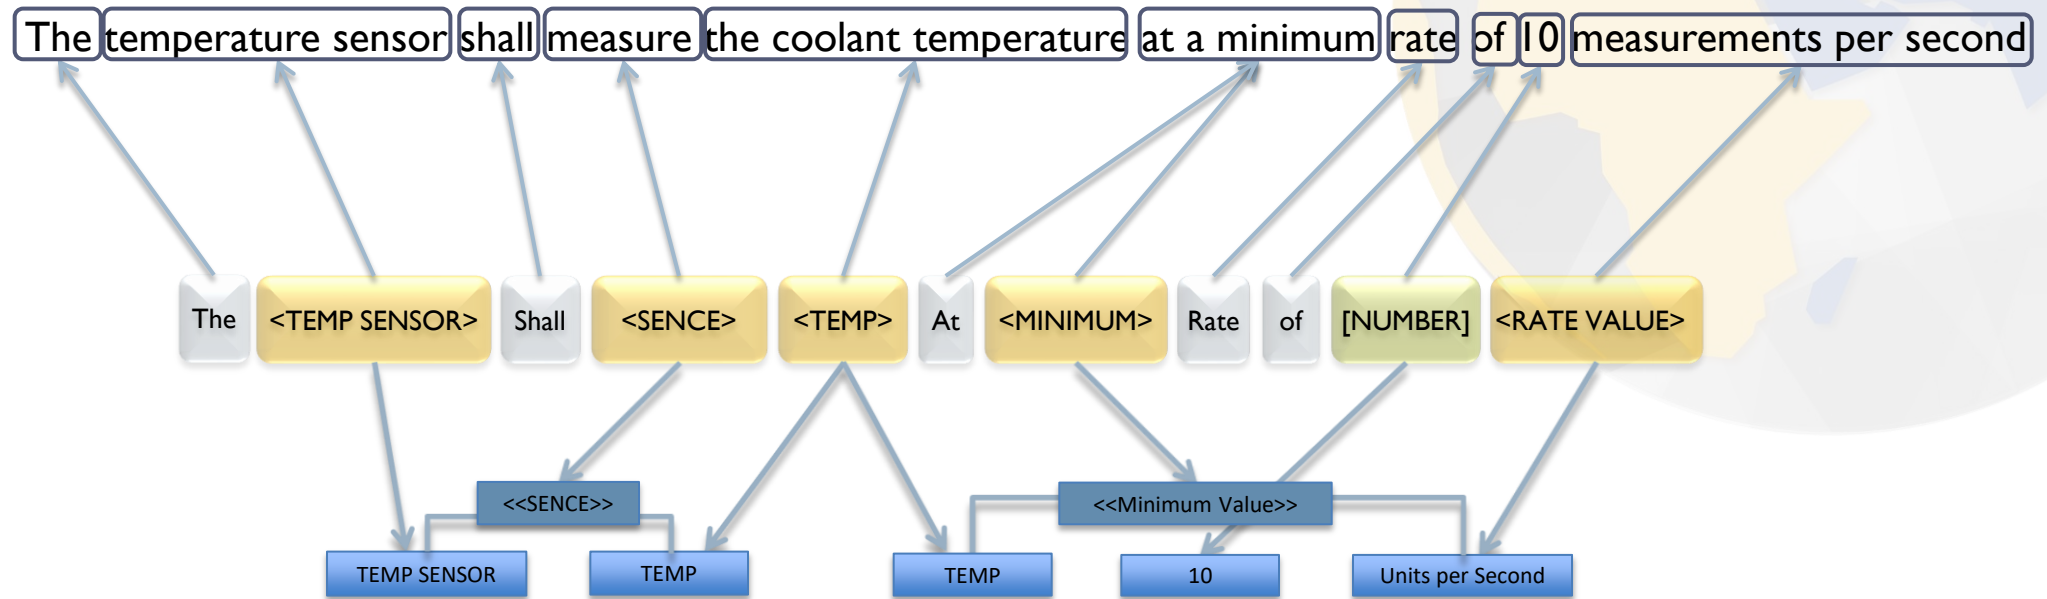 The temperature sensor shall measure the coolant temperature at a minimum rate of 10 measurements per second
The <TEMP SENSOR> Shall <SENCE> <TEMP> At <MINIMUM> Rate of [NUMBER] <RATE VALUE>
<<SENCE>> <<Minimum Value>>
TEMP SENSOR TEMP TEMP 10 Units per Second